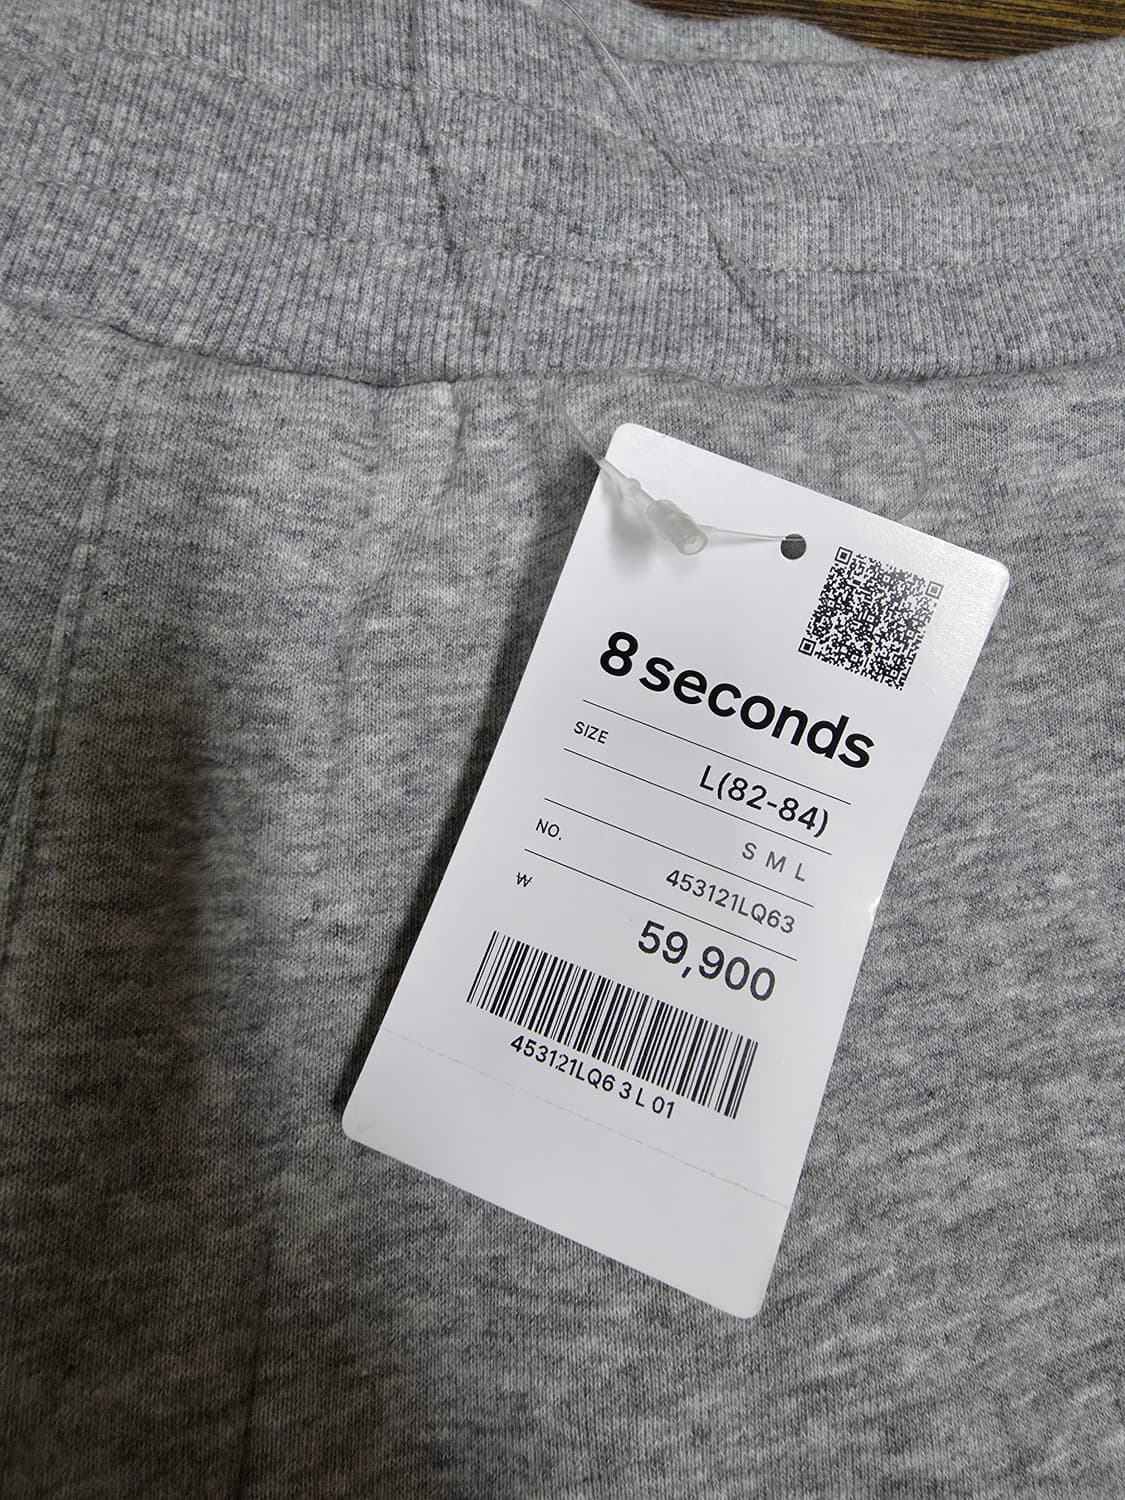 8 seconds
SIZE
L(82-84)
S M L
NO.
453121LQ63
₩
59,900
453121LQ6 3 L 01